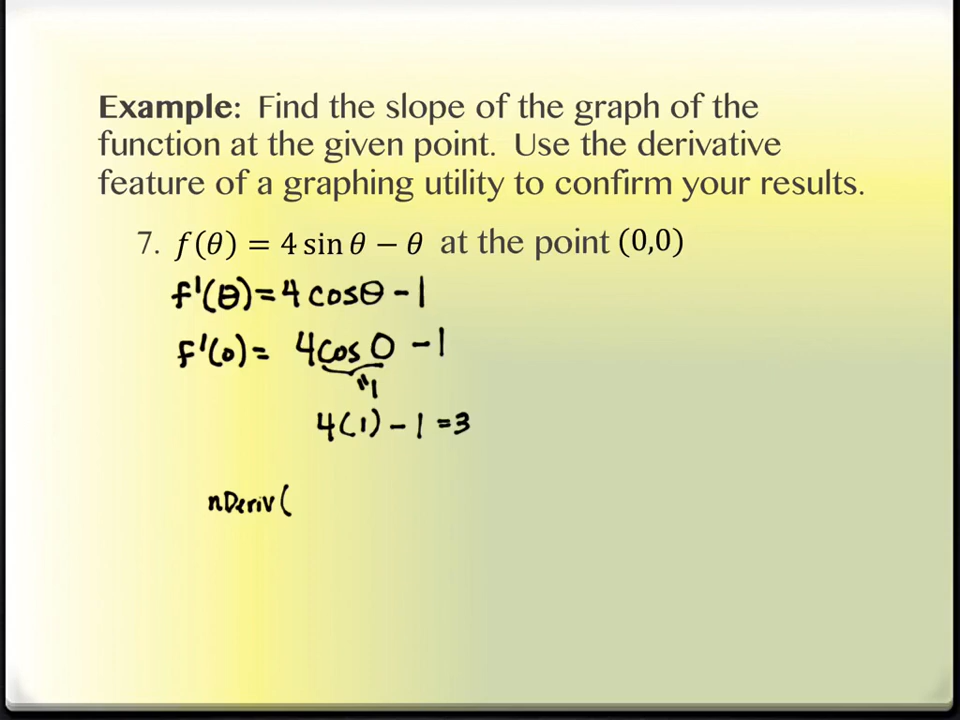 Example: Find the slope of the graph of the
function at the given point. Use the derivative
feature of a graphing utility to confirm your results.
7. f(θ) = 4 sin θ − θ at the point (0,0)
f'(θ) = 4 cosθ − 1
f'(0) = 4cos 0 − 1
"1
4(1) − 1 = 3
nDeriv(